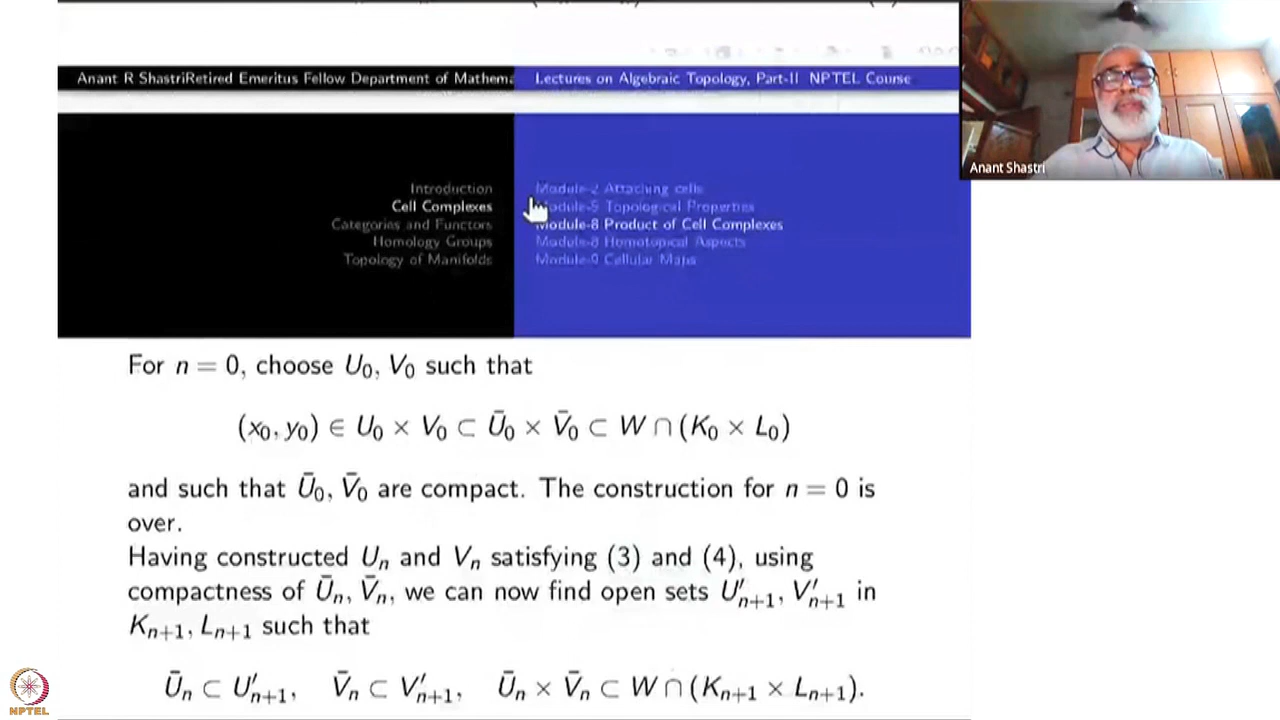 Anant R ShastriRetired Emeritus Fellow Department of Mathema
Lectures on Algebraic Topology, Part-II NPTEL Course
Introduction
Cell Complexes
Categories and Functors
Homology Groups
Topology of Manifolds
Module-2 Attaching cells
Module-5 Topological Properties
Module-8 Product of Cell Complexes
Module-8 Homotopical Aspects
Module-9 Cellular Maps
Anant Shastri
For n = 0, choose U₀, V₀ such that
(x₀, y₀) ∈ U₀ × V₀ ⊂ Ū₀ × V̄₀ ⊂ W ∩ (K₀ × L₀)
and such that Ū₀, V̄₀ are compact. The construction for n = 0 is
over.
Having constructed Uₙ and Vₙ satisfying (3) and (4), using
compactness of Ūₙ, V̄ₙ, we can now find open sets U′ₙ₊₁, V′ₙ₊₁ in
Kₙ₊₁, Lₙ₊₁ such that
Ūₙ ⊂ U′ₙ₊₁, V̄ₙ ⊂ V′ₙ₊₁, Ūₙ × V̄ₙ ⊂ W ∩ (Kₙ₊₁ × Lₙ₊₁).
NPTEL